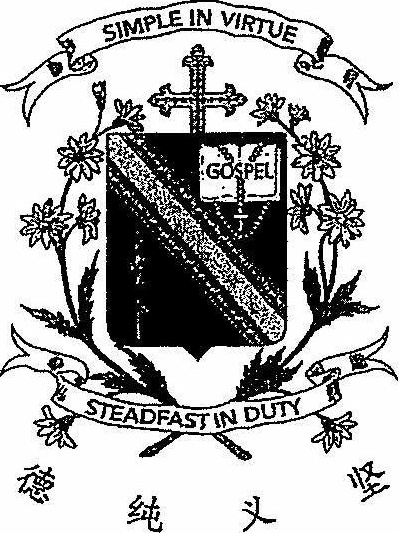 SIMPLE IN VIRTUE
GOSPEL
STEADFAST IN DUTY
德纯义坚